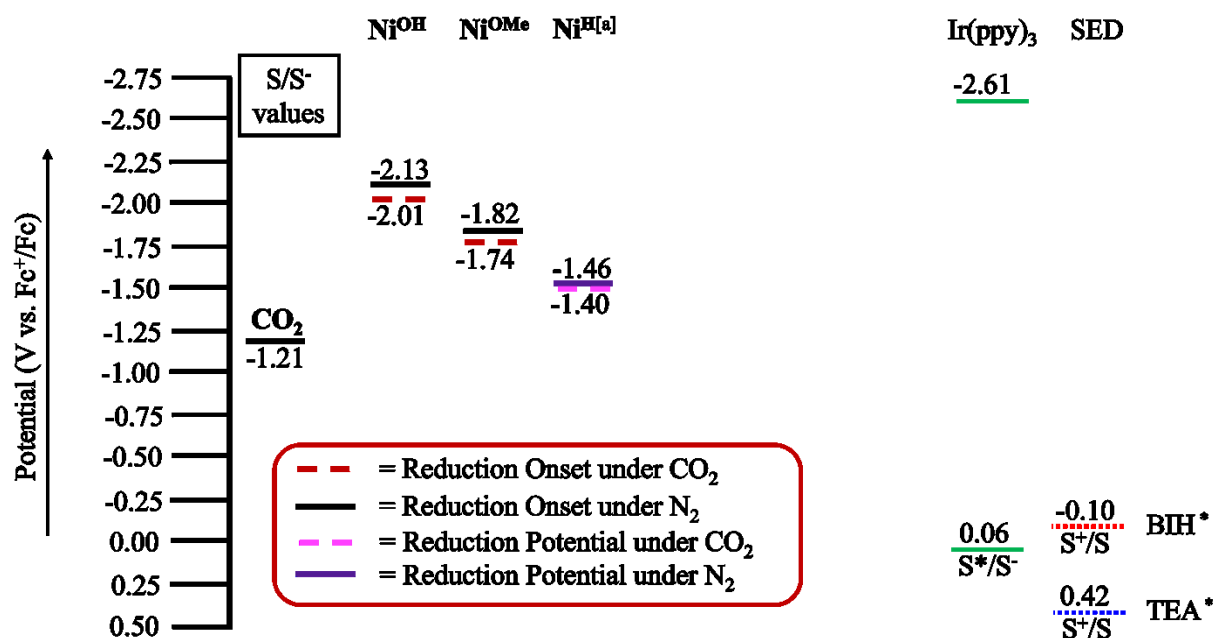 Ni^OH Ni^OMe Ni^H[a] Ir(ppy)₃ SED
S/S⁻
values
Potential (V vs. Fc⁺/Fc)
-2.75
-2.50
-2.25
-2.00
-1.75
-1.50
-1.25
-1.00
-0.75
-0.50
-0.25
0.00
0.25
0.50
CO₂
-1.21
-2.13
-2.01
-1.82
-1.74
-1.46
-1.40
-2.61
0.06
S*/S⁻
-0.10
S⁺/S
BIH*
0.42
S⁺/S
TEA*
= Reduction Onset under CO₂
= Reduction Onset under N₂
= Reduction Potential under CO₂
= Reduction Potential under N₂